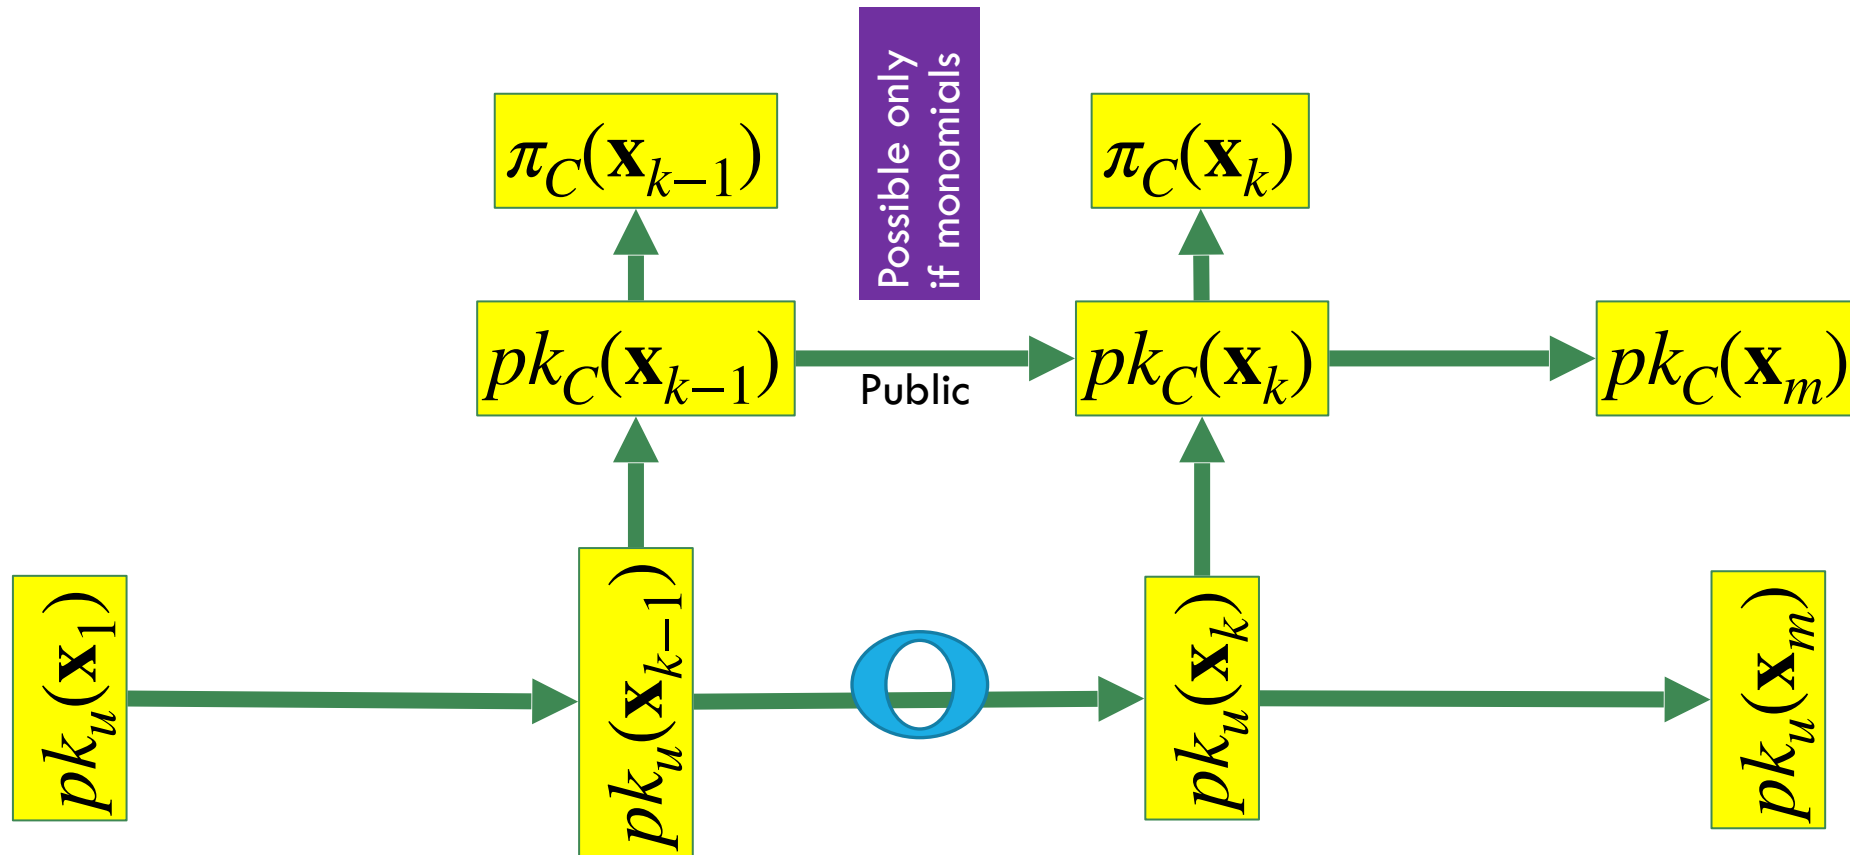 Possible only
if monomials
π_C(𝐱_{k−1})
π_C(𝐱_k)
pk_C(𝐱_{k−1})
Public
pk_C(𝐱_k)
pk_C(𝐱_m)
pk_u(𝐱_1)
pk_u(𝐱_{k−1})
pk_u(𝐱_k)
pk_u(𝐱_m)